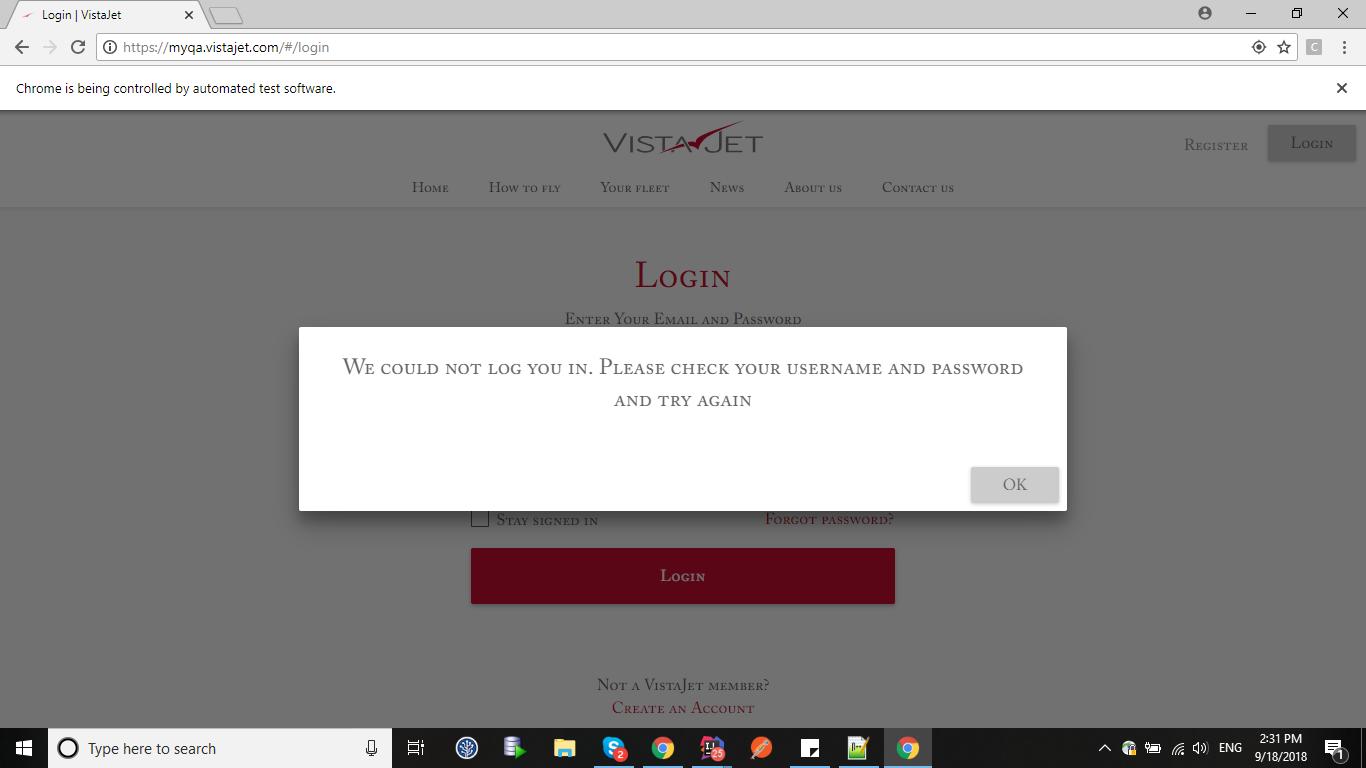 Login | VistaJet
https://myqa.vistajet.com/#/login
C
Chrome is being controlled by automated test software.
VistaJet
Register
Login
Home
How to fly
Your fleet
News
About us
Contact us
Login
Enter Your Email and Password
We could not log you in. Please check your username and password
and try again
OK
Stay signed in
Forgot password?
Login
Not a VistaJet member?
Create an Account
Type here to search
2
25
ENG
2:31 PM
9/18/2018
1